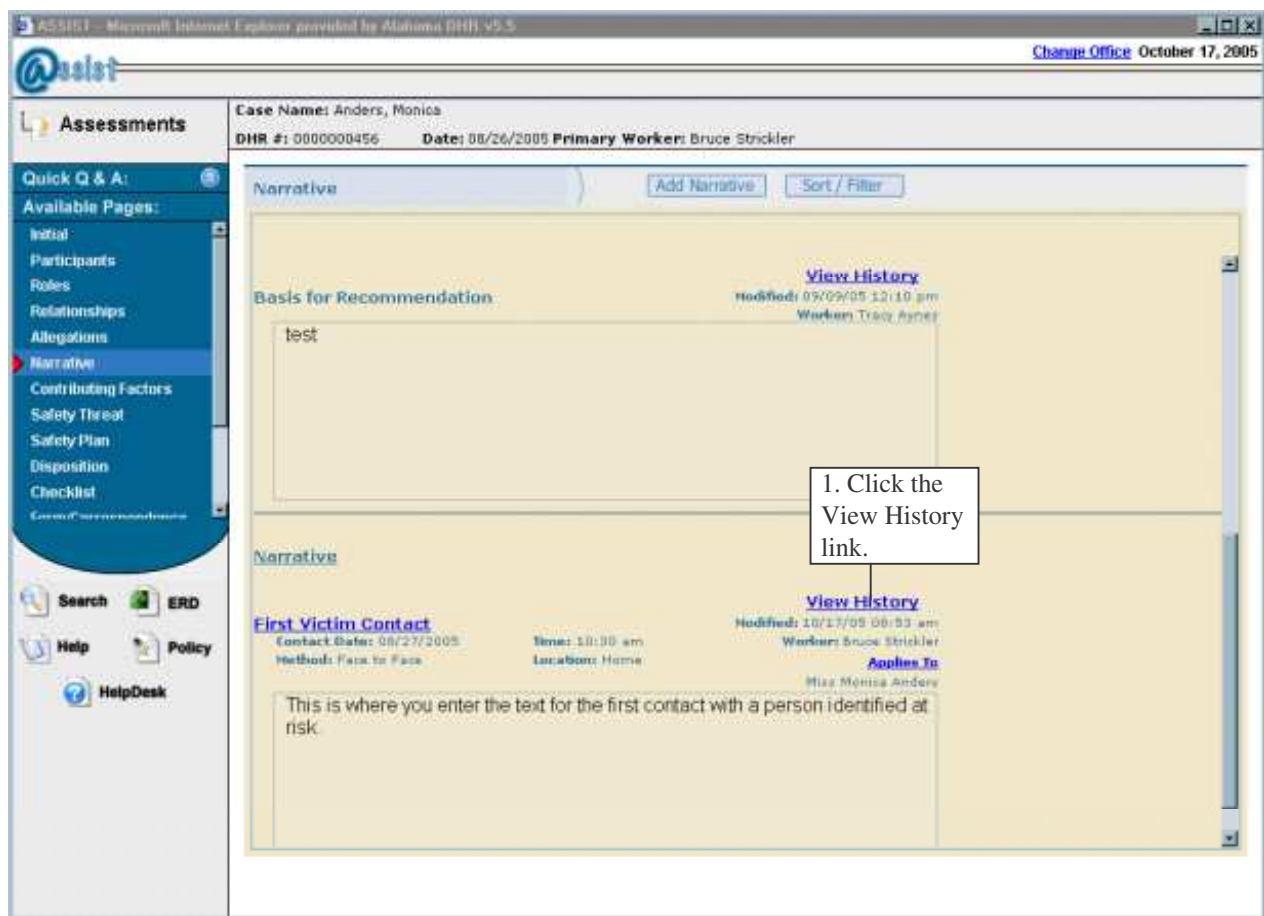 ASSIST - Microsoft Internet Explorer provided by Alabama DHR v5.5
@ssist
Change Office October 17, 2005
Assessments
Case Name: Anders, Monica
DHR #: 0000000456 Date: 08/26/2005 Primary Worker: Bruce Strickler
Quick Q & A:
Available Pages:
Initial
Participants
Roles
Relationships
Allegations
Narrative
Contributing Factors
Safety Threat
Safety Plan
Disposition
Checklist
Search ERD
Help Policy
HelpDesk
Narrative Add Narrative Sort / Filter
View History
Basis for Recommendation Modified: 09/09/05 12:10 pm
Worker: Tracy
test
1. Click the
View History
link.
Narrative
View History
First Victim Contact Modified: 10/17/05 08:53 am
Contact Date: 08/27/2005 Time: 10:30 am Worker: Bruce Strickler
Method: Face to Face Location: Home Applies To
Miss Monica Anders
This is where you enter the text for the first contact with a person identified at
risk.